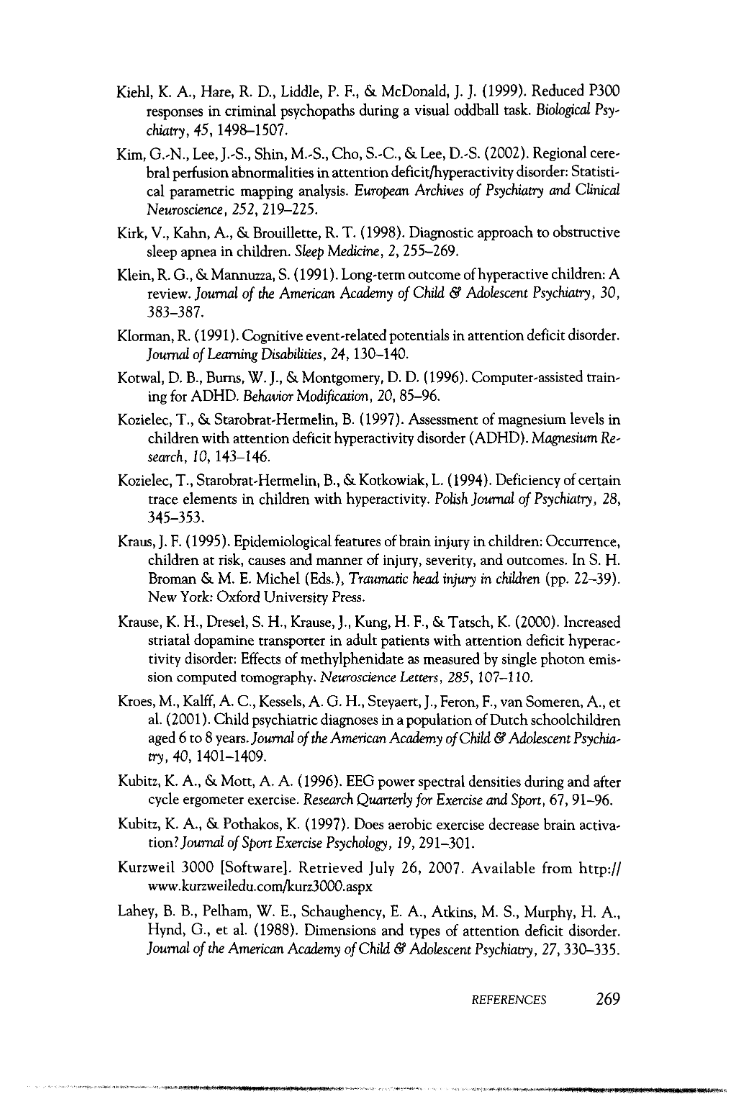 Kiehl, K. A., Hare, R. D., Liddle, P. F., & McDonald, J. J. (1999). Reduced P300
responses in criminal psychopaths during a visual oddball task. Biological Psy-
chiatry, 45, 1498–1507.
Kim, G.-N., Lee, J.-S., Shin, M.-S., Cho, S.-C., & Lee, D.-S. (2002). Regional cere-
bral perfusion abnormalities in attention deficit/hyperactivity disorder: Statisti-
cal parametric mapping analysis. European Archives of Psychiatry and Clinical
Neuroscience, 252, 219–225.
Kirk, V., Kahn, A., & Brouillette, R. T. (1998). Diagnostic approach to obstructive
sleep apnea in children. Sleep Medicine, 2, 255–269.
Klein, R. G., & Mannuzza, S. (1991). Long-term outcome of hyperactive children: A
review. Journal of the American Academy of Child & Adolescent Psychiatry, 30,
383–387.
Klorman, R. (1991). Cognitive event-related potentials in attention deficit disorder.
Journal of Learning Disabilities, 24, 130–140.
Kotwal, D. B., Burns, W. J., & Montgomery, D. D. (1996). Computer-assisted train-
ing for ADHD. Behavior Modification, 20, 85–96.
Kozielec, T., & Starobrat-Hermelin, B. (1997). Assessment of magnesium levels in
children with attention deficit hyperactivity disorder (ADHD). Magnesium Re-
search, 10, 143–146.
Kozielec, T., Starobrat-Hermelin, B., & Kotkowiak, L. (1994). Deficiency of certain
trace elements in children with hyperactivity. Polish Journal of Psychiatry, 28,
345–353.
Kraus, J. F. (1995). Epidemiological features of brain injury in children: Occurrence,
children at risk, causes and manner of injury, severity, and outcomes. In S. H.
Broman & M. E. Michel (Eds.), Traumatic head injury in children (pp. 22–39).
New York: Oxford University Press.
Krause, K. H., Dresel, S. H., Krause, J., Kung, H. F., & Tatsch, K. (2000). Increased
striatal dopamine transporter in adult patients with attention deficit hyperac-
tivity disorder: Effects of methylphenidate as measured by single photon emis-
sion computed tomography. Neuroscience Letters, 285, 107–110.
Kroes, M., Kalff, A. C., Kessels, A. G. H., Steyaert, J., Feron, F., van Someren, A., et
al. (2001). Child psychiatric diagnoses in a population of Dutch schoolchildren
aged 6 to 8 years. Journal of the American Academy of Child & Adolescent Psychia-
try, 40, 1401–1409.
Kubitz, K. A., & Mott, A. A. (1996). EEG power spectral densities during and after
cycle ergometer exercise. Research Quarterly for Exercise and Sport, 67, 91–96.
Kubitz, K. A., & Pothakos, K. (1997). Does aerobic exercise decrease brain activa-
tion? Journal of Sport Exercise Psychology, 19, 291–301.
Kurzweil 3000 [Software]. Retrieved July 26, 2007. Available from http://
www.kurzweiledu.com/kurz3000.aspx
Lahey, B. B., Pelham, W. E., Schaughency, E. A., Atkins, M. S., Murphy, H. A.,
Hynd, G., et al. (1988). Dimensions and types of attention deficit disorder.
Journal of the American Academy of Child & Adolescent Psychiatry, 27, 330–335.
REFERENCES 269